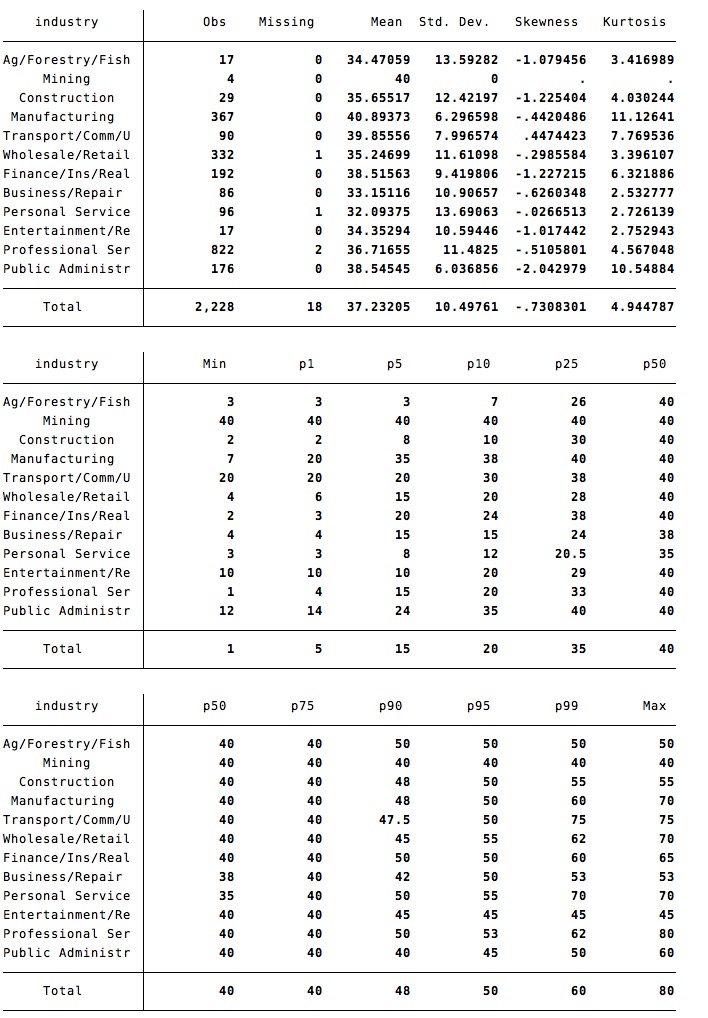 industry Obs Missing Mean Std. Dev. Skewness Kurtosis
Ag/Forestry/Fish 17 0 34.47059 13.59282 -1.079456 3.416989
Mining 4 0 40 0 . .
Construction 29 0 35.65517 12.42197 -1.225404 4.030244
Manufacturing 367 0 40.89373 6.296598 -.4420486 11.12641
Transport/Comm/U 90 0 39.85556 7.996574 .4474423 7.769536
Wholesale/Retail 332 1 35.24699 11.61098 -.2985584 3.396107
Finance/Ins/Real 192 0 38.51563 9.419806 -1.227215 6.321886
Business/Repair 86 0 33.15116 10.90657 -.6260348 2.532777
Personal Service 96 1 32.09375 13.69063 -.0266513 2.726139
Entertainment/Re 17 0 34.35294 10.59446 -1.017442 2.752943
Professional Ser 822 2 36.71655 11.4825 -.5105801 4.567048
Public Administr 176 0 38.54545 6.036856 -2.042979 10.54884
Total 2,228 18 37.23205 10.49761 -.7308301 4.944787
industry Min p1 p5 p10 p25 p50
Ag/Forestry/Fish 3 3 3 7 26 40
Mining 40 40 40 40 40 40
Construction 2 2 8 10 30 40
Manufacturing 7 20 35 38 40 40
Transport/Comm/U 20 20 20 30 38 40
Wholesale/Retail 4 6 15 20 28 40
Finance/Ins/Real 2 3 20 24 38 40
Business/Repair 4 4 15 15 24 38
Personal Service 3 3 8 12 20.5 35
Entertainment/Re 10 10 10 20 29 40
Professional Ser 1 4 15 20 33 40
Public Administr 12 14 24 35 40 40
Total 1 5 15 20 35 40
industry p50 p75 p90 p95 p99 Max
Ag/Forestry/Fish 40 40 50 50 50 50
Mining 40 40 40 40 40 40
Construction 40 40 48 50 55 55
Manufacturing 40 40 48 50 60 70
Transport/Comm/U 40 40 47.5 50 75 75
Wholesale/Retail 40 40 45 55 62 70
Finance/Ins/Real 40 40 50 50 60 65
Business/Repair 38 40 42 50 53 53
Personal Service 35 40 50 55 70 70
Entertainment/Re 40 40 45 45 45 45
Professional Ser 40 40 50 53 62 80
Public Administr 40 40 40 45 50 60
Total 40 40 48 50 60 80